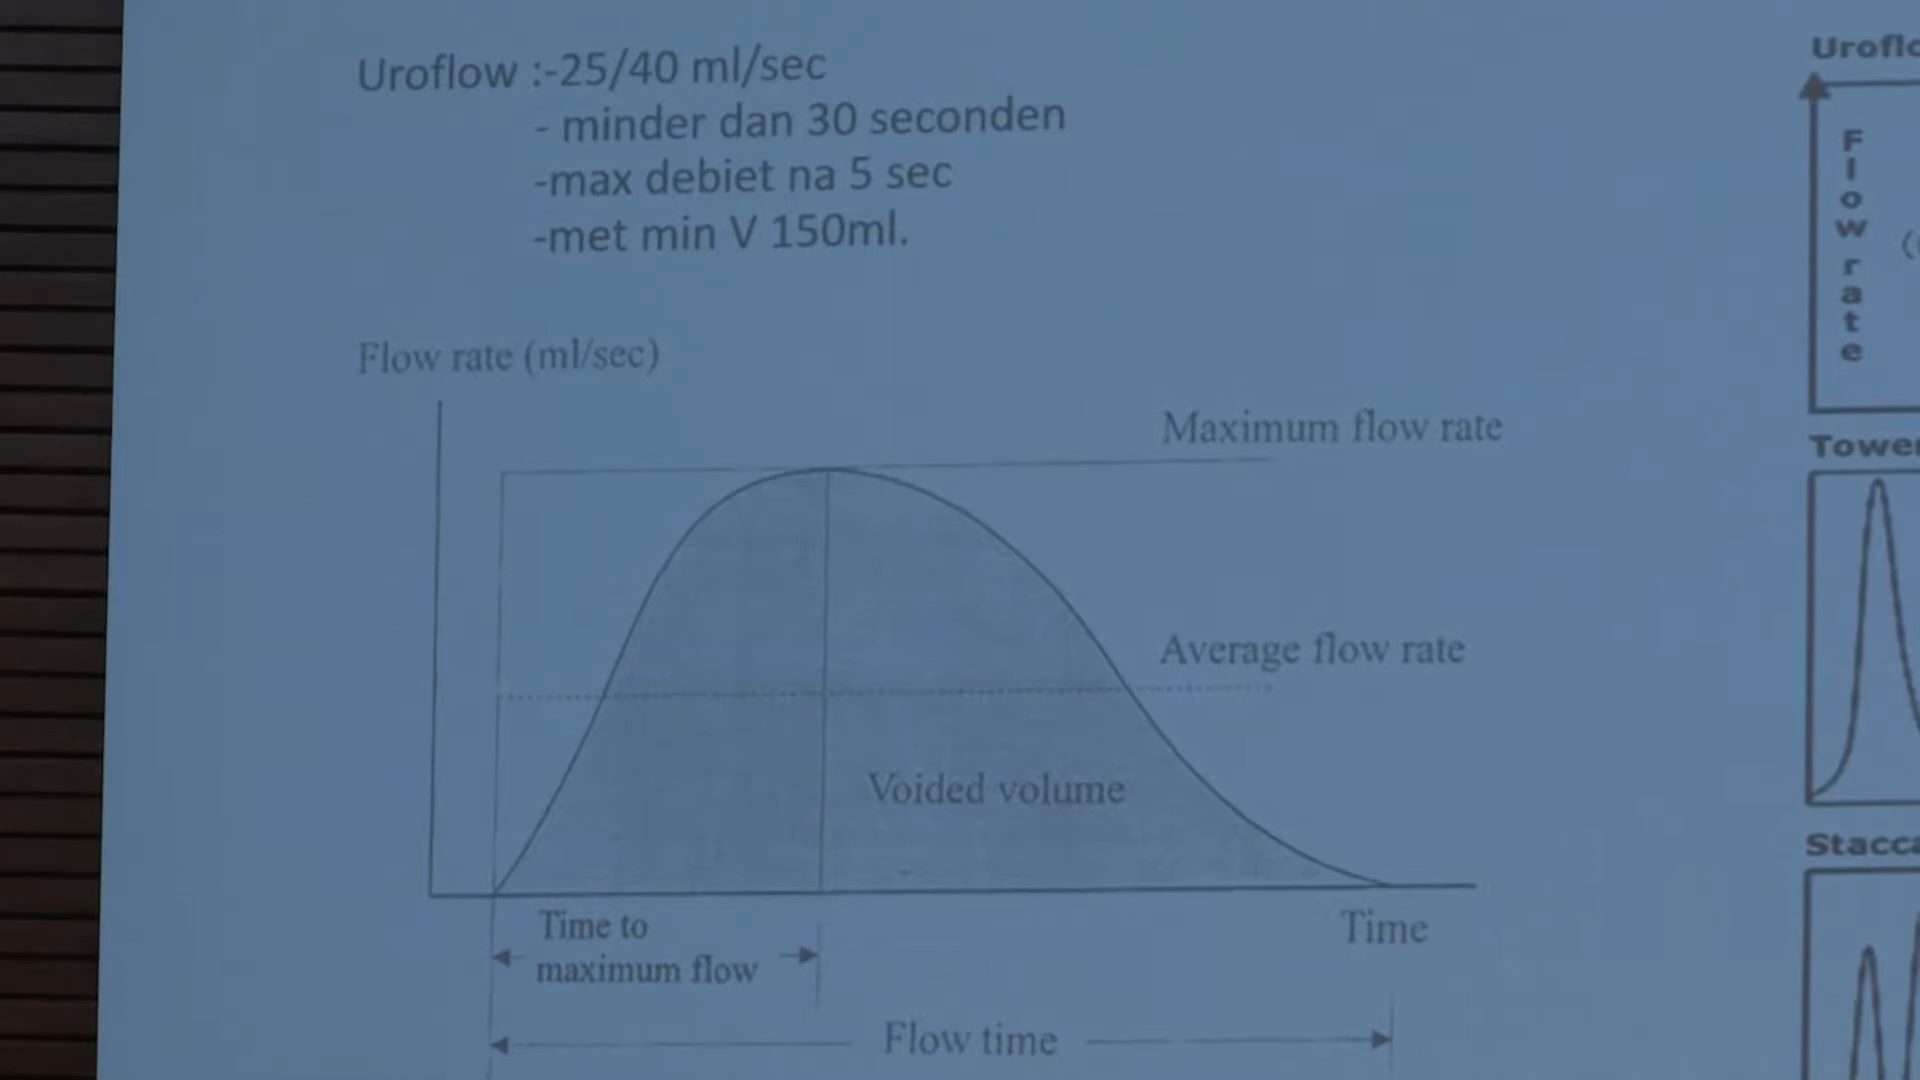 Uroflow :-25/40 ml/sec
- minder dan 30 seconden
-max debiet na 5 sec
-met min V 150ml.
Flow rate (ml/sec)
Maximum flow rate
Average flow rate
Voided volume
Time to
maximum flow
Time
Flow time
Flow rate